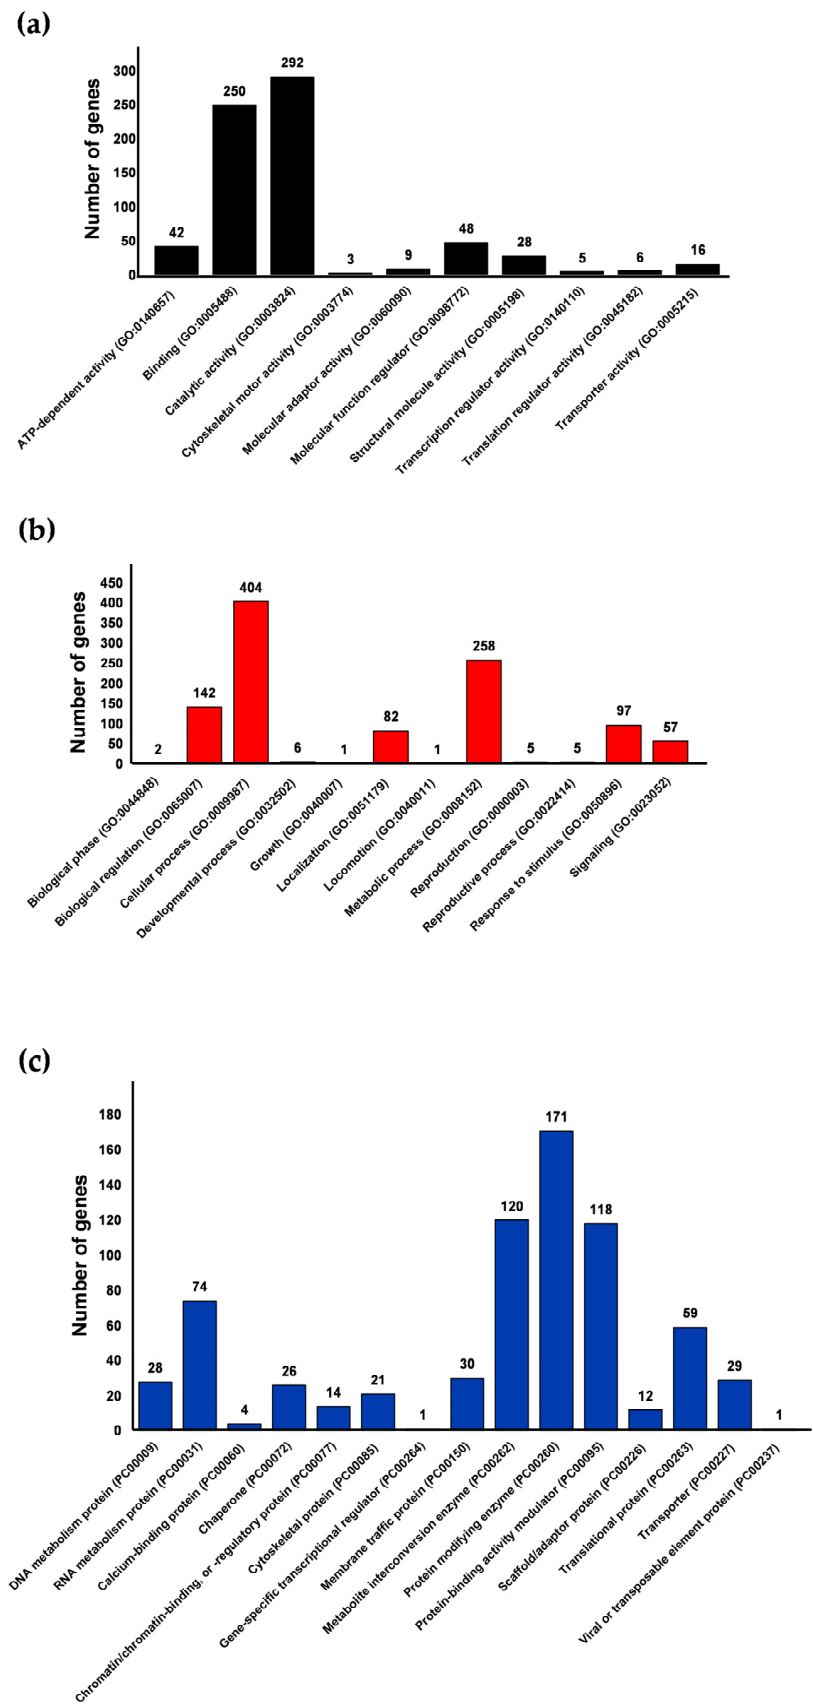 (a)
Number of genes
300
250
200
150
100
50
0
42
250
292
3
9
48
28
5
6
16
ATP-dependent activity (GO:0140657)
Binding (GO:0005488)
Catalytic activity (GO:0003824)
Cytoskeletal motor activity (GO:0003774)
Molecular adaptor activity (GO:0060090)
Molecular function regulator (GO:0098772)
Structural molecule activity (GO:0005198)
Transcription regulator activity (GO:0140110)
Translation regulator activity (GO:0045182)
Transporter activity (GO:0005215)
(b)
Number of genes
450
400
350
300
250
200
150
100
50
0
2
142
404
6
1
82
1
258
5
5
97
57
Biological phase (GO:0044848)
Biological regulation (GO:0065007)
Cellular process (GO:0009987)
Developmental process (GO:0032502)
Growth (GO:0040007)
Localization (GO:0051179)
Locomotion (GO:0040011)
Metabolic process (GO:0008152)
Reproduction (GO:0000003)
Reproductive process (GO:0022414)
Response to stimulus (GO:0050896)
Signaling (GO:0023052)
(c)
Number of genes
180
160
140
120
100
80
60
40
20
0
28
74
4
26
14
21
1
30
120
171
118
12
59
29
1
DNA metabolism protein (PC00009)
RNA metabolism protein (PC00031)
Calcium-binding protein (PC00060)
Chaperone (PC00072)
Chromatin/chromatin-binding, or -regulatory protein (PC00077)
Cytoskeletal protein (PC00085)
Gene-specific transcriptional regulator (PC00264)
Membrane traffic protein (PC00150)
Metabolite interconversion enzyme (PC00262)
Protein modifying enzyme (PC00260)
Protein-binding activity modulator (PC00095)
Scaffold/adaptor protein (PC00226)
Translational protein (PC00263)
Transporter (PC00227)
Viral or transposable element protein (PC00237)